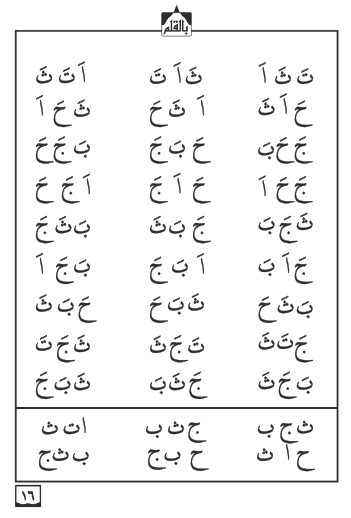 بالقلم
تَ ثَ اَ ثَ اَ تَ اَ تَ ثَ
حَ اَ ثَ اَ ثَ حَ ثَ حَ اَ
جَ حَ بَ حَ بَ جَ بَ جَ حَ
جَ حَ اَ حَ اَ جَ اَ جَ حَ
ثَ جَ بَ جَ بَ ثَ بَ ثَ جَ
جَ اَ بَ اَ بَ جَ بَ جَ اَ
بَ ثَ حَ ثَ بَ حَ حَ بَ ثَ
جَ تَ ثَ تَ جَ ثَ ثَ جَ تَ
بَ جَ ثَ جَ ثَ بَ ثَ بَ جَ
ث ج ب ج ث ب ا ت ث
ح ا ث ح ب ج ب ث ج
١٦